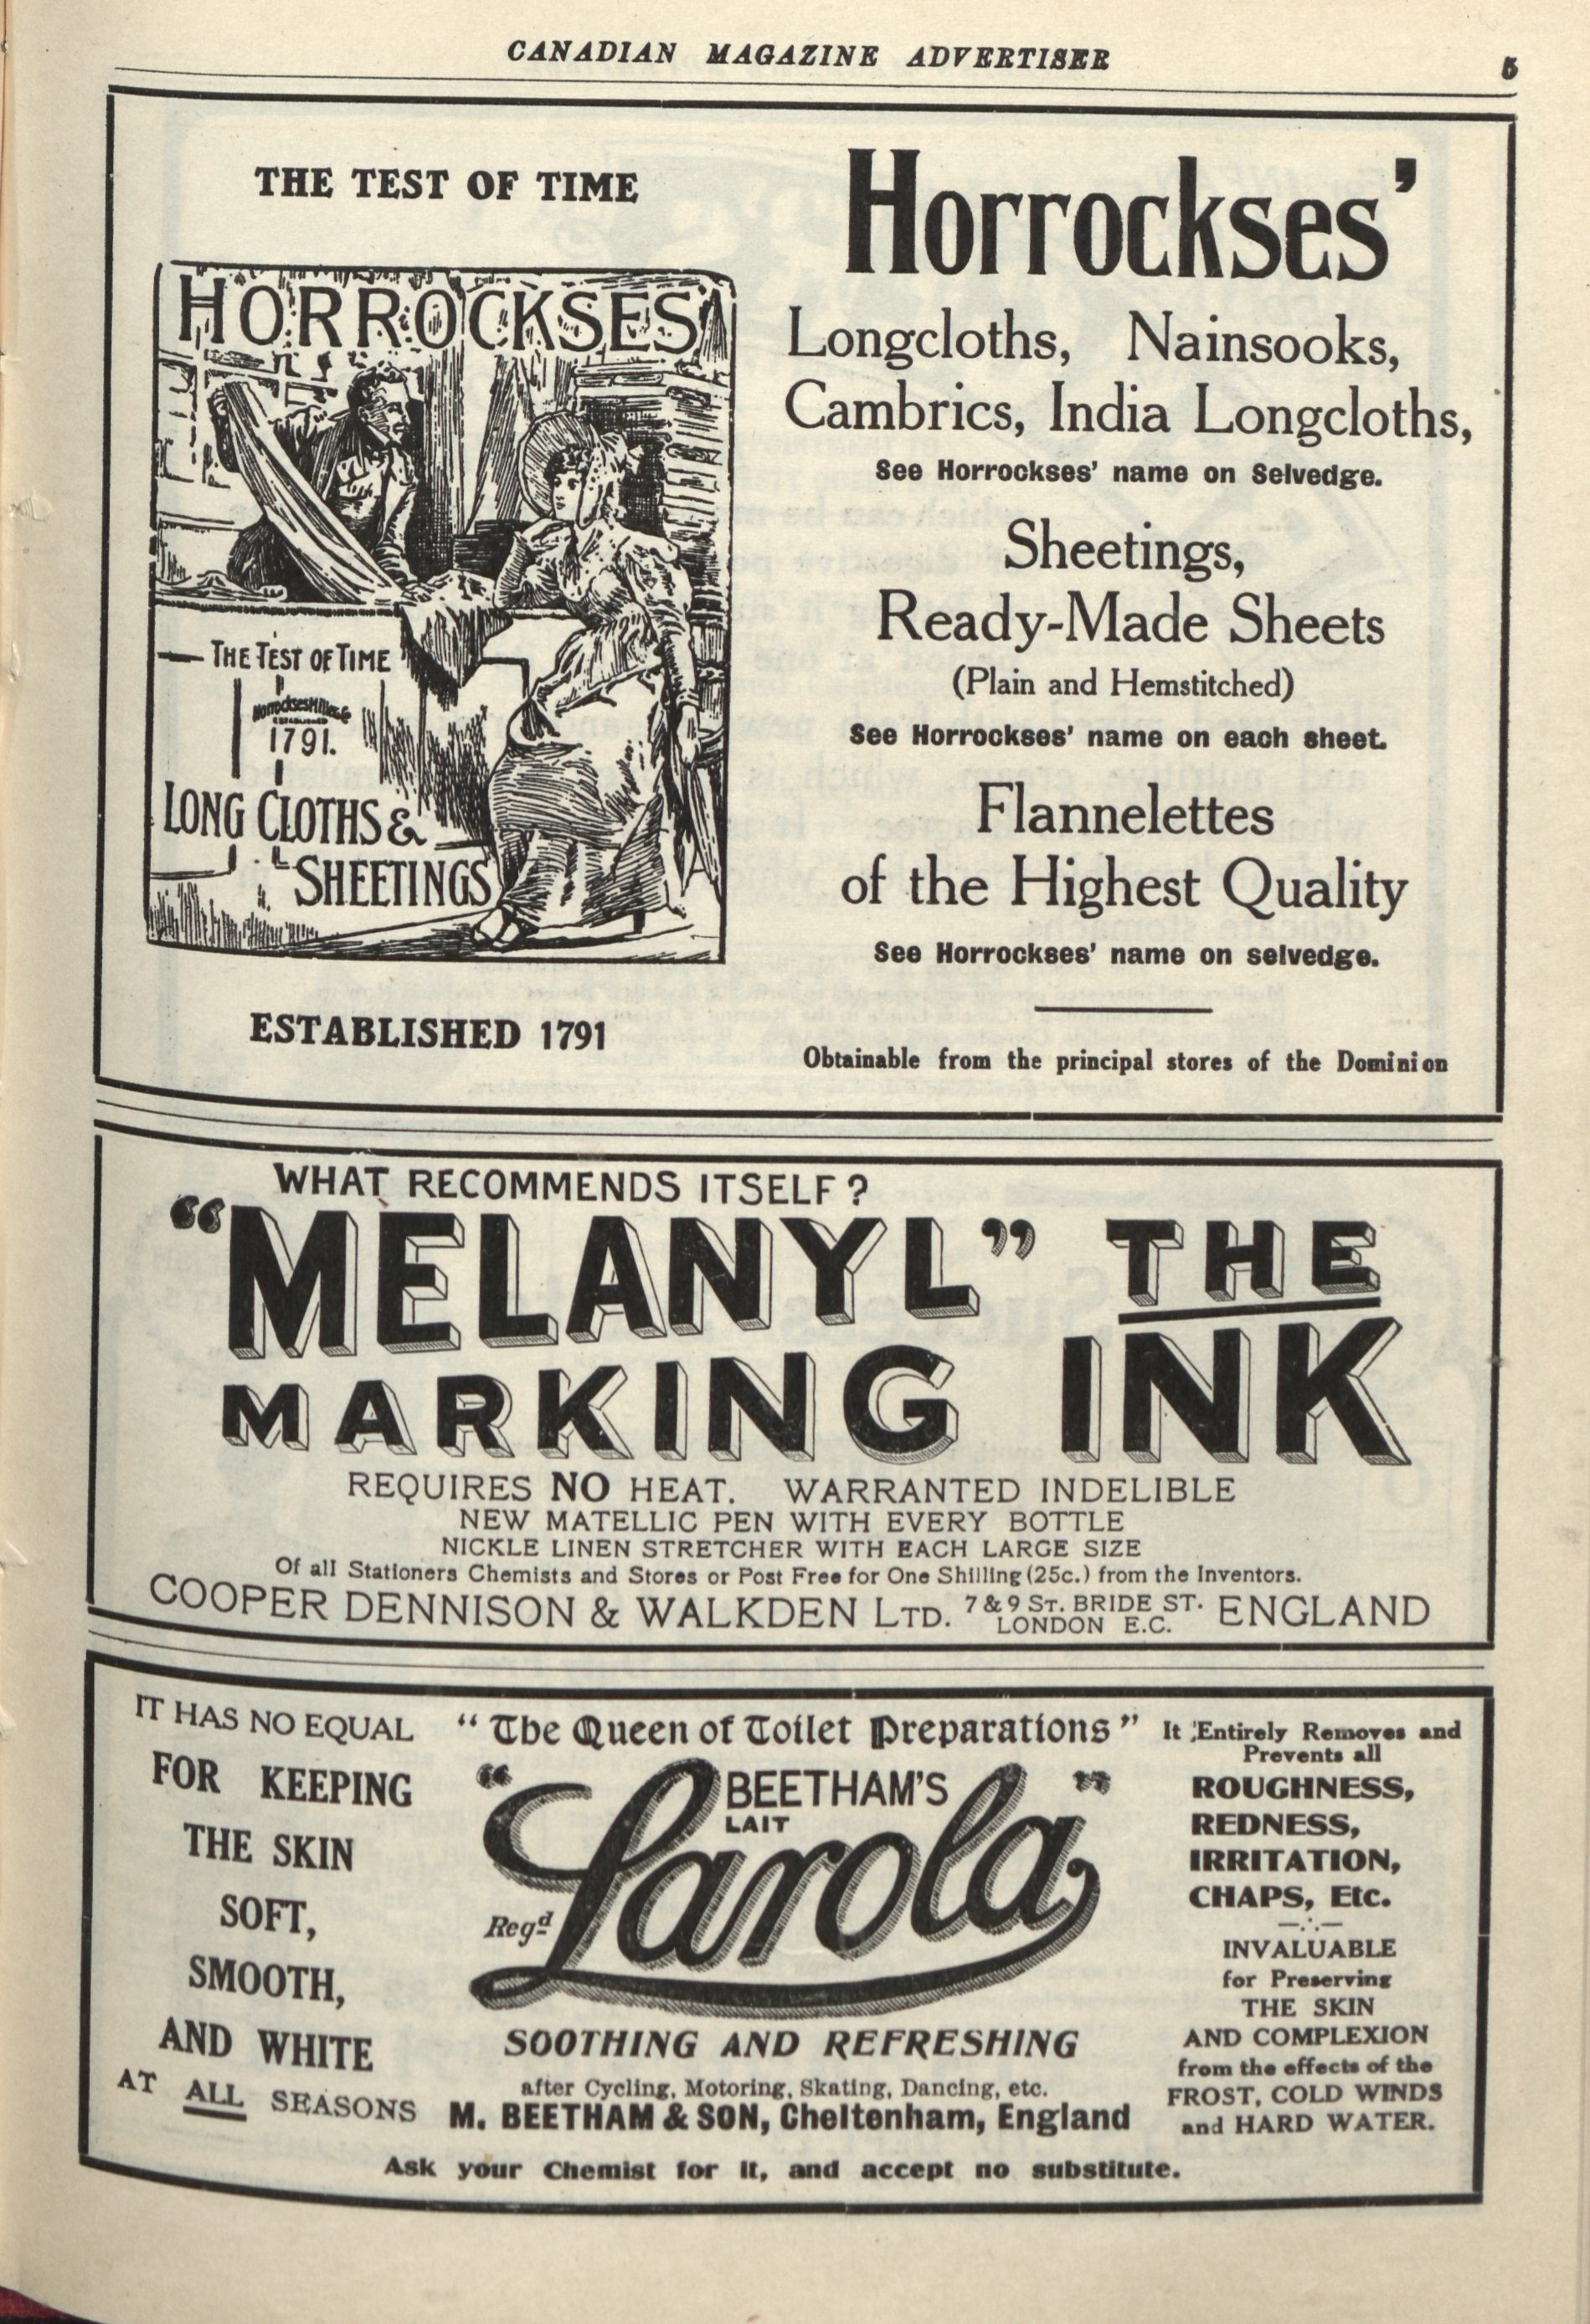 CANADIAN MAGAZINE ADVERTISER 5
THE TEST OF TIME
HORROCKSES'
THE TEST OF TIME
Horrockses Miller & Co
ESTABLISHED
1791.
LONG CLOTHS &
SHEETINGS
ESTABLISHED 1791
Horrockses'
Longcloths, Nainsooks,
Cambrics, India Longcloths,
See Horrockses' name on Selvedge.
Sheetings,
Ready-Made Sheets
(Plain and Hemstitched)
See Horrockses' name on each sheet.
Flannelettes
of the Highest Quality
See Horrockses' name on selvedge.
Obtainable from the principal stores of the Dominion
WHAT RECOMMENDS ITSELF?
"MELANYL" THE
MARKING INK
REQUIRES NO HEAT. WARRANTED INDELIBLE
NEW MATELLIC PEN WITH EVERY BOTTLE
NICKLE LINEN STRETCHER WITH EACH LARGE SIZE
Of all Stationers Chemists and Stores or Post Free for One Shilling (25c.) from the Inventors.
COOPER DENNISON & WALKDEN LTD. 7 & 9 ST. BRIDE ST. LONDON E.C. ENGLAND
IT HAS NO EQUAL
FOR KEEPING
THE SKIN
SOFT,
SMOOTH,
AND WHITE
AT ALL SEASONS
"The Queen of Toilet Preparations"
BEETHAM'S
LAIT
"Larola"
Regd
SOOTHING AND REFRESHING
after Cycling, Motoring, Skating, Dancing, etc.
M. BEETHAM & SON, Cheltenham, England
It Entirely Removes and
Prevents all
ROUGHNESS,
REDNESS,
IRRITATION,
CHAPS, Etc.
INVALUABLE
for Preserving
THE SKIN
AND COMPLEXION
from the effects of the
FROST, COLD WINDS
and HARD WATER.
Ask your Chemist for it, and accept no substitute.